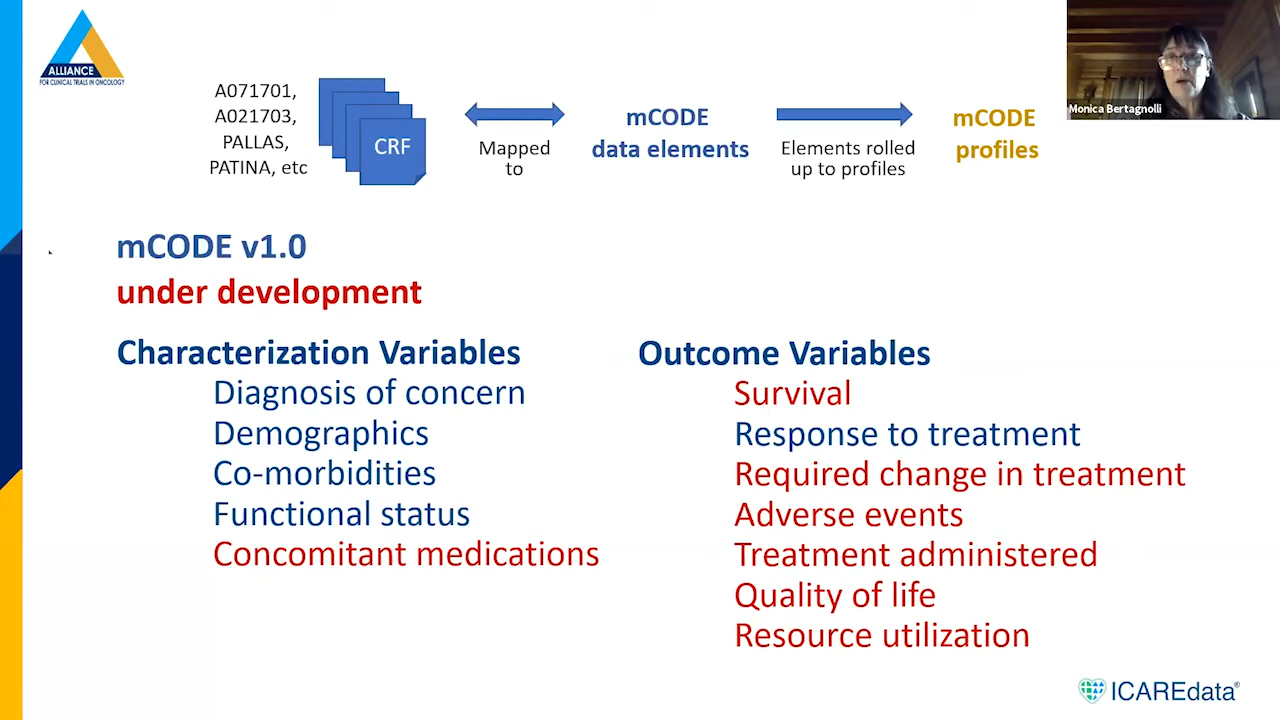 ALLIANCE
FOR CLINICAL TRIALS IN ONCOLOGY
A071701,
A021703,
PALLAS,
PATINA, etc
CRF
Mapped
to
mCODE
data elements
Elements rolled
up to profiles
mCODE
profiles
Monica Bertagnolli
mCODE v1.0
under development
Characterization Variables
Diagnosis of concern
Demographics
Co-morbidities
Functional status
Concomitant medications
Outcome Variables
Survival
Response to treatment
Required change in treatment
Adverse events
Treatment administered
Quality of life
Resource utilization
ICAREdata®